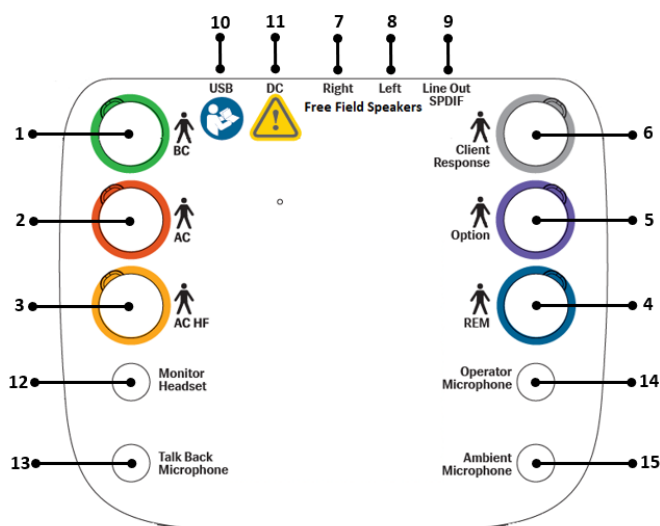 10 11 7 8 9
USB DC Right Left Line Out
SPDIF
Free Field Speakers
1 BC
Client
Response 6
2 AC
Option 5
3 AC HF
REM 4
12 Monitor
Headset
Operator
Microphone 14
13 Talk Back
Microphone
Ambient
Microphone 15